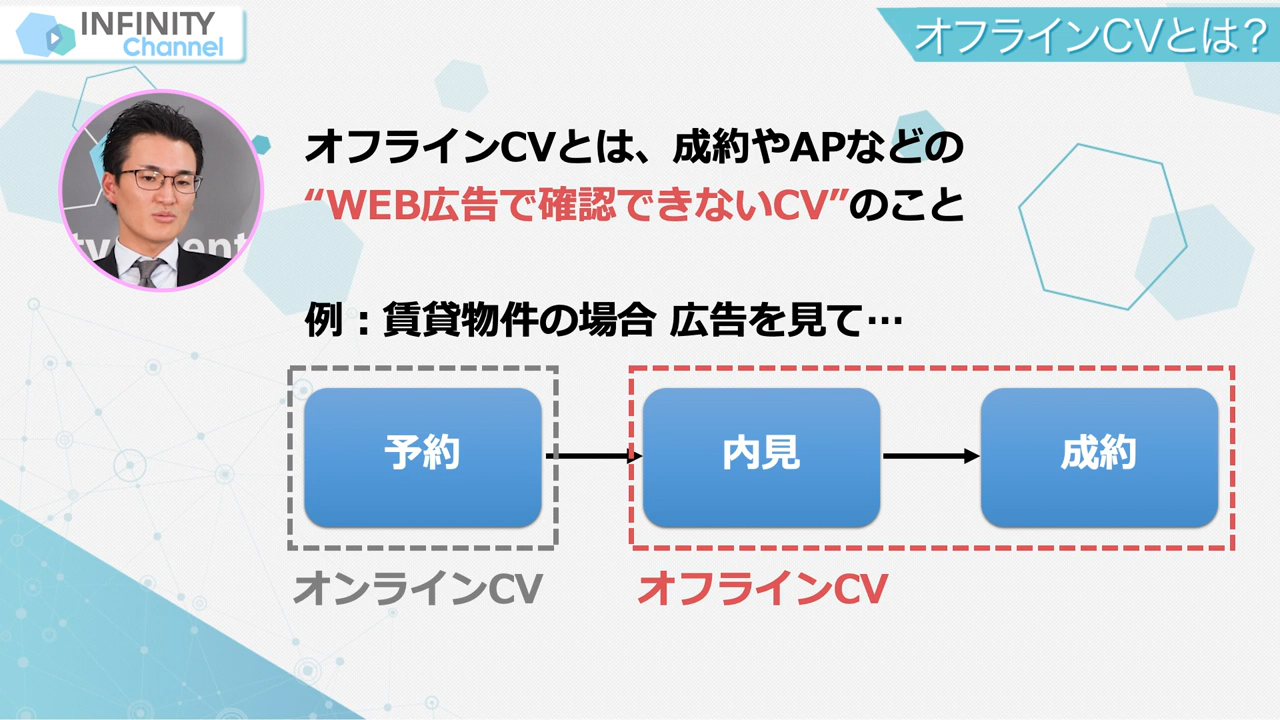 INFINITY
Channel
オフラインCVとは?
オフラインCVとは、成約やAPなどの
“WEB広告で確認できないCV”のこと
例：賃貸物件の場合 広告を見て…
予約
内見
成約
オンラインCV
オフラインCV